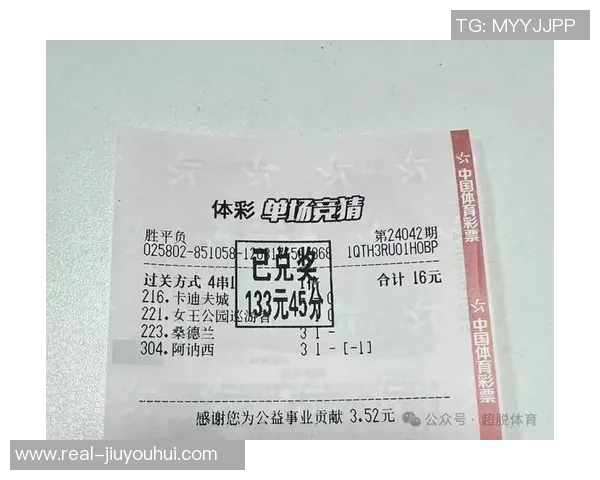 TG: MYYJJPP
体彩 单场竞猜
胜平负 第24042期
025802-851058- 1QTH3RU01H0BP
过关方式 4串1 合计 16元
已兑奖
133元45分
216.卡迪夫城 0
221.女王公园巡游者 0
223.桑德兰 3 1 -
304.阿讷西 3 1 -[-1]
感谢您为公益事业贡献 3.52元
公众号·超脱体育
中国体育彩票
中国体育彩票
www.real-jiuyouhui.com